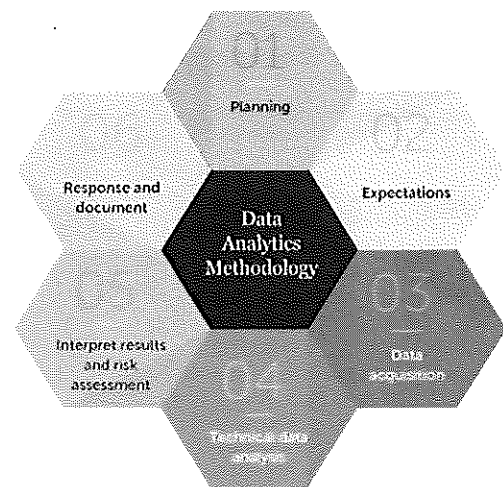 01
Planning
02
Expectations
03
Data
acquisition
04
Technical data
analysis
Interpret results
and risk
assessment
Response and
document
Data
Analytics
Methodology